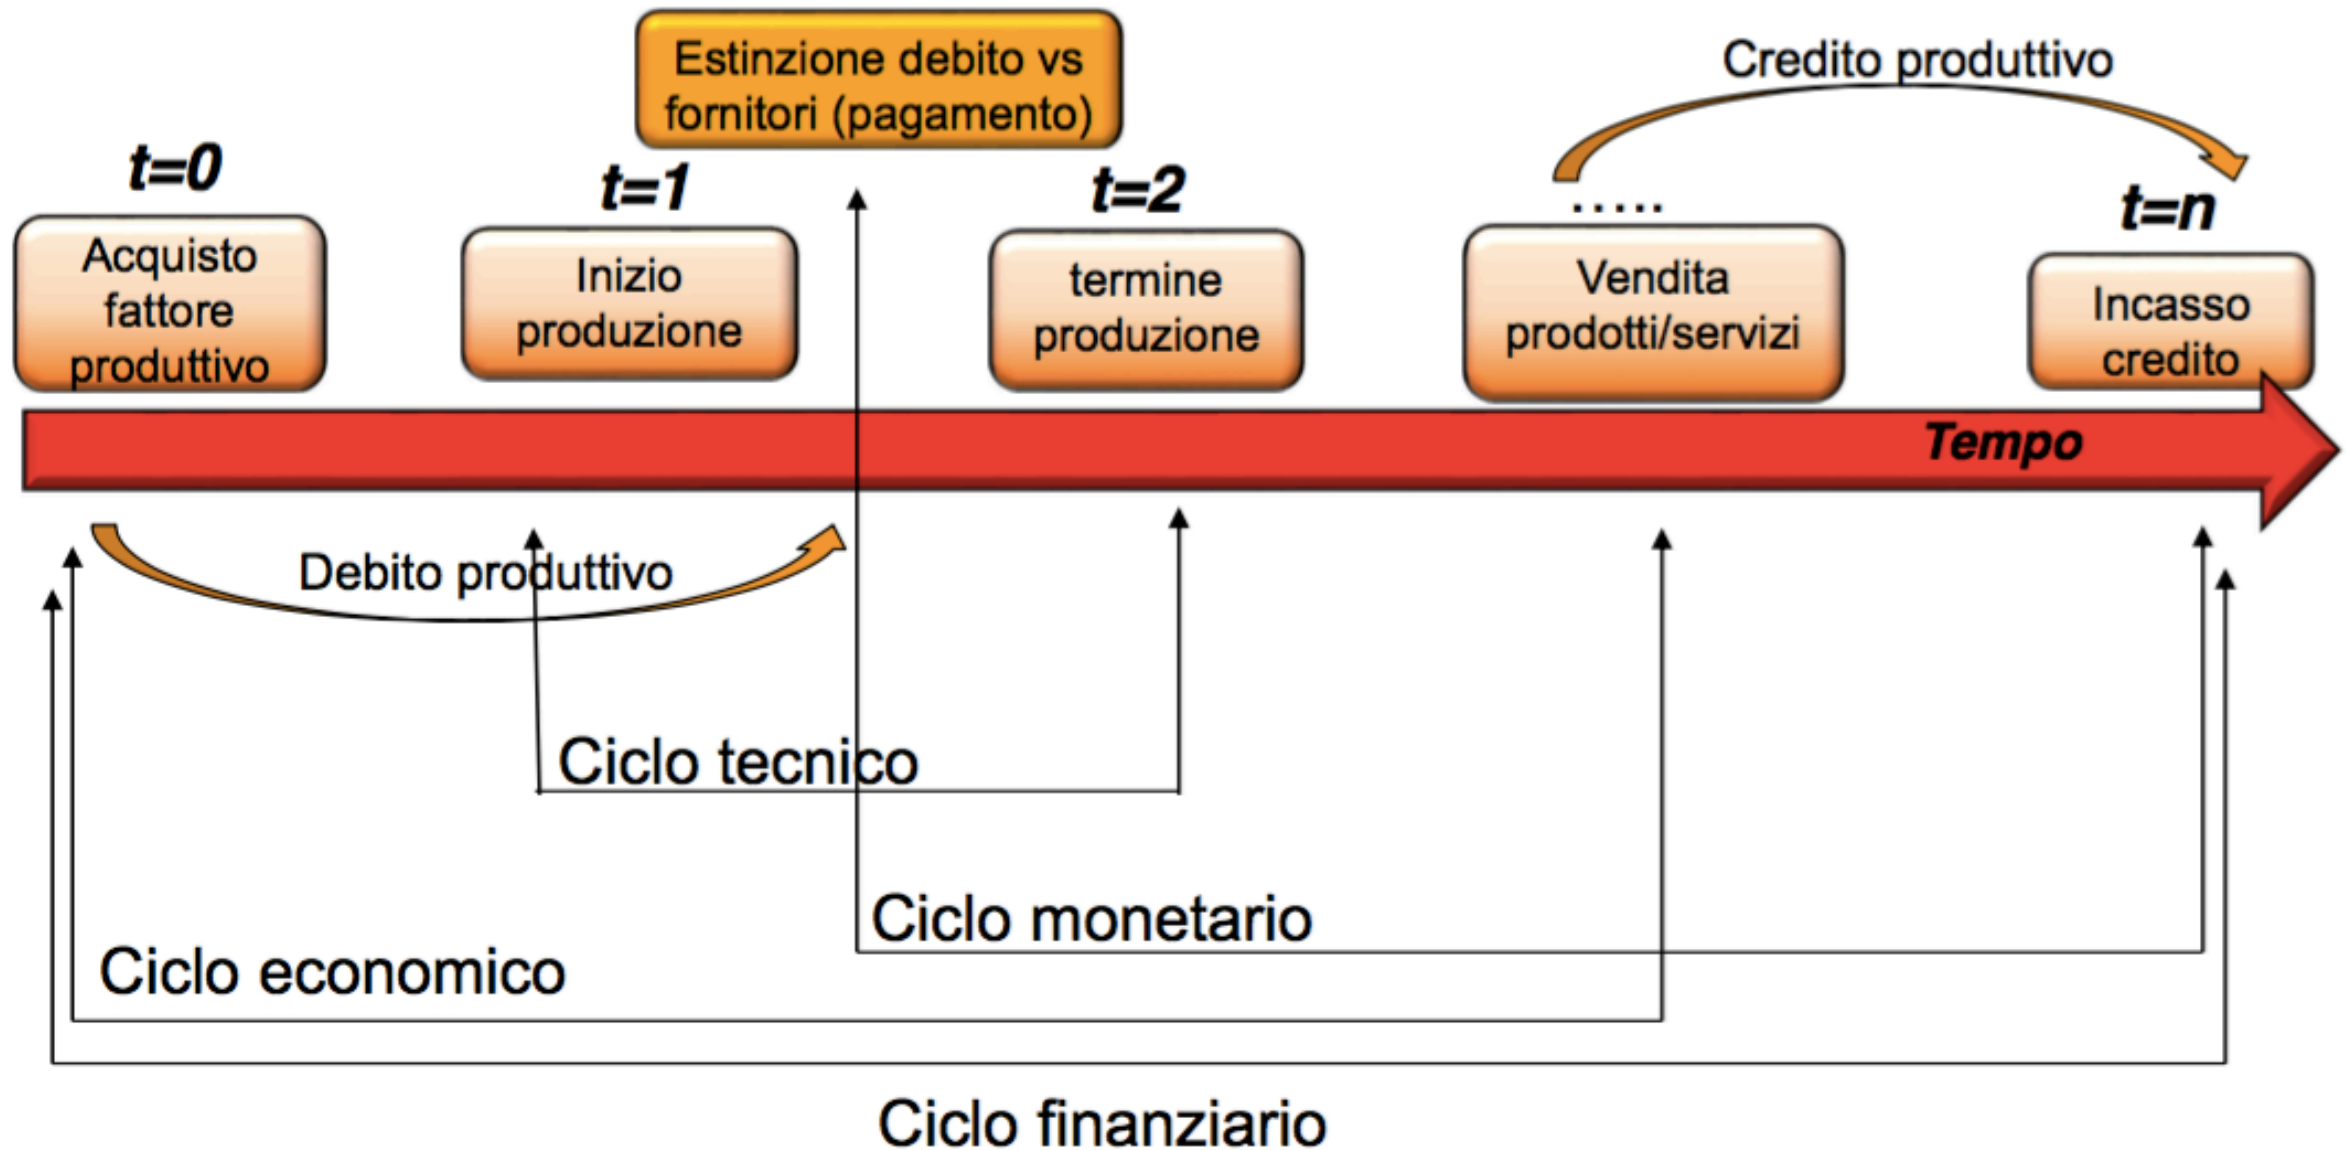 Estinzione debito vs
fornitori (pagamento)
Credito produttivo
t=0
t=1
t=2
.....
t=n
Acquisto
fattore
produttivo
Inizio
produzione
termine
produzione
Vendita
prodotti/servizi
Incasso
credito
Tempo
Debito produttivo
Ciclo tecnico
Ciclo monetario
Ciclo economico
Ciclo finanziario